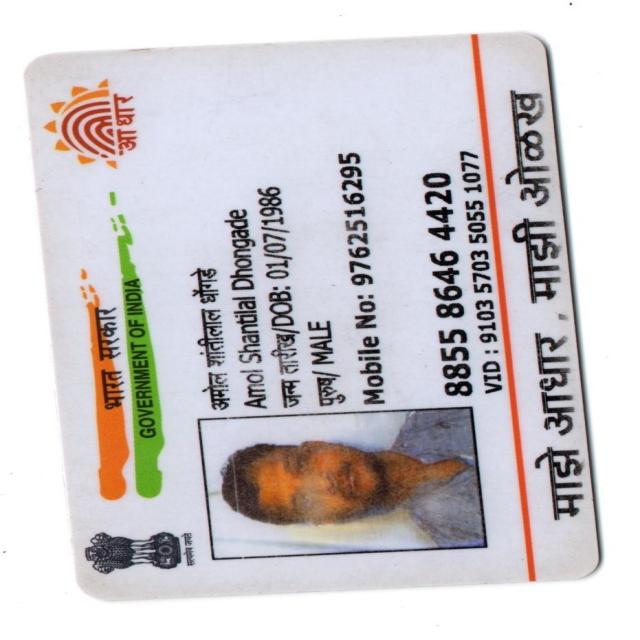 भारत सरकार
GOVERNMENT OF INDIA
आधार
सत्यमेव जयते
अमोल शांतीलाल धोंगडे
Amol Shantilal Dhongade
जन्म तारीख/DOB: 01/07/1986
पुरुष/ MALE
Mobile No: 9762516295
8855 8646 4420
VID : 9103 5703 5055 1077
माझे आधार , माझी ओळख